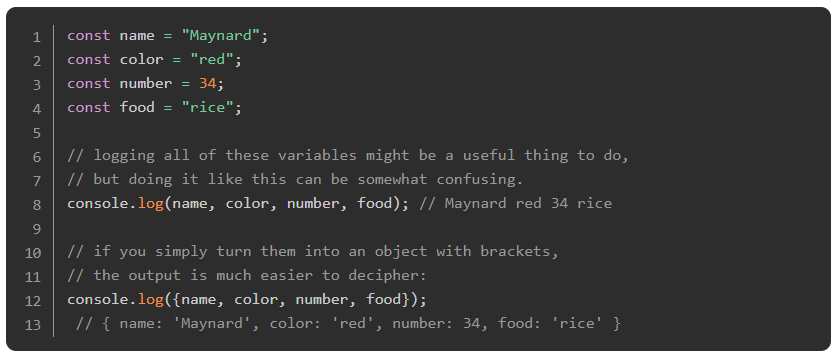 1 const name = "Maynard";
2 const color = "red";
3 const number = 34;
4 const food = "rice";
5
6 // logging all of these variables might be a useful thing to do,
7 // but doing it like this can be somewhat confusing.
8 console.log(name, color, number, food); // Maynard red 34 rice
9
10 // if you simply turn them into an object with brackets,
11 // the output is much easier to decipher:
12 console.log({name, color, number, food});
13  // { name: 'Maynard', color: 'red', number: 34, food: 'rice' }